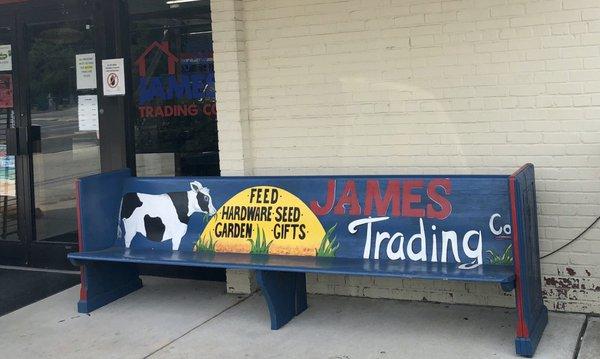 JAMES
TRADING CO
FEED
HARDWARE·SEED
GARDEN · GIFTS
JAMES
Trading Co